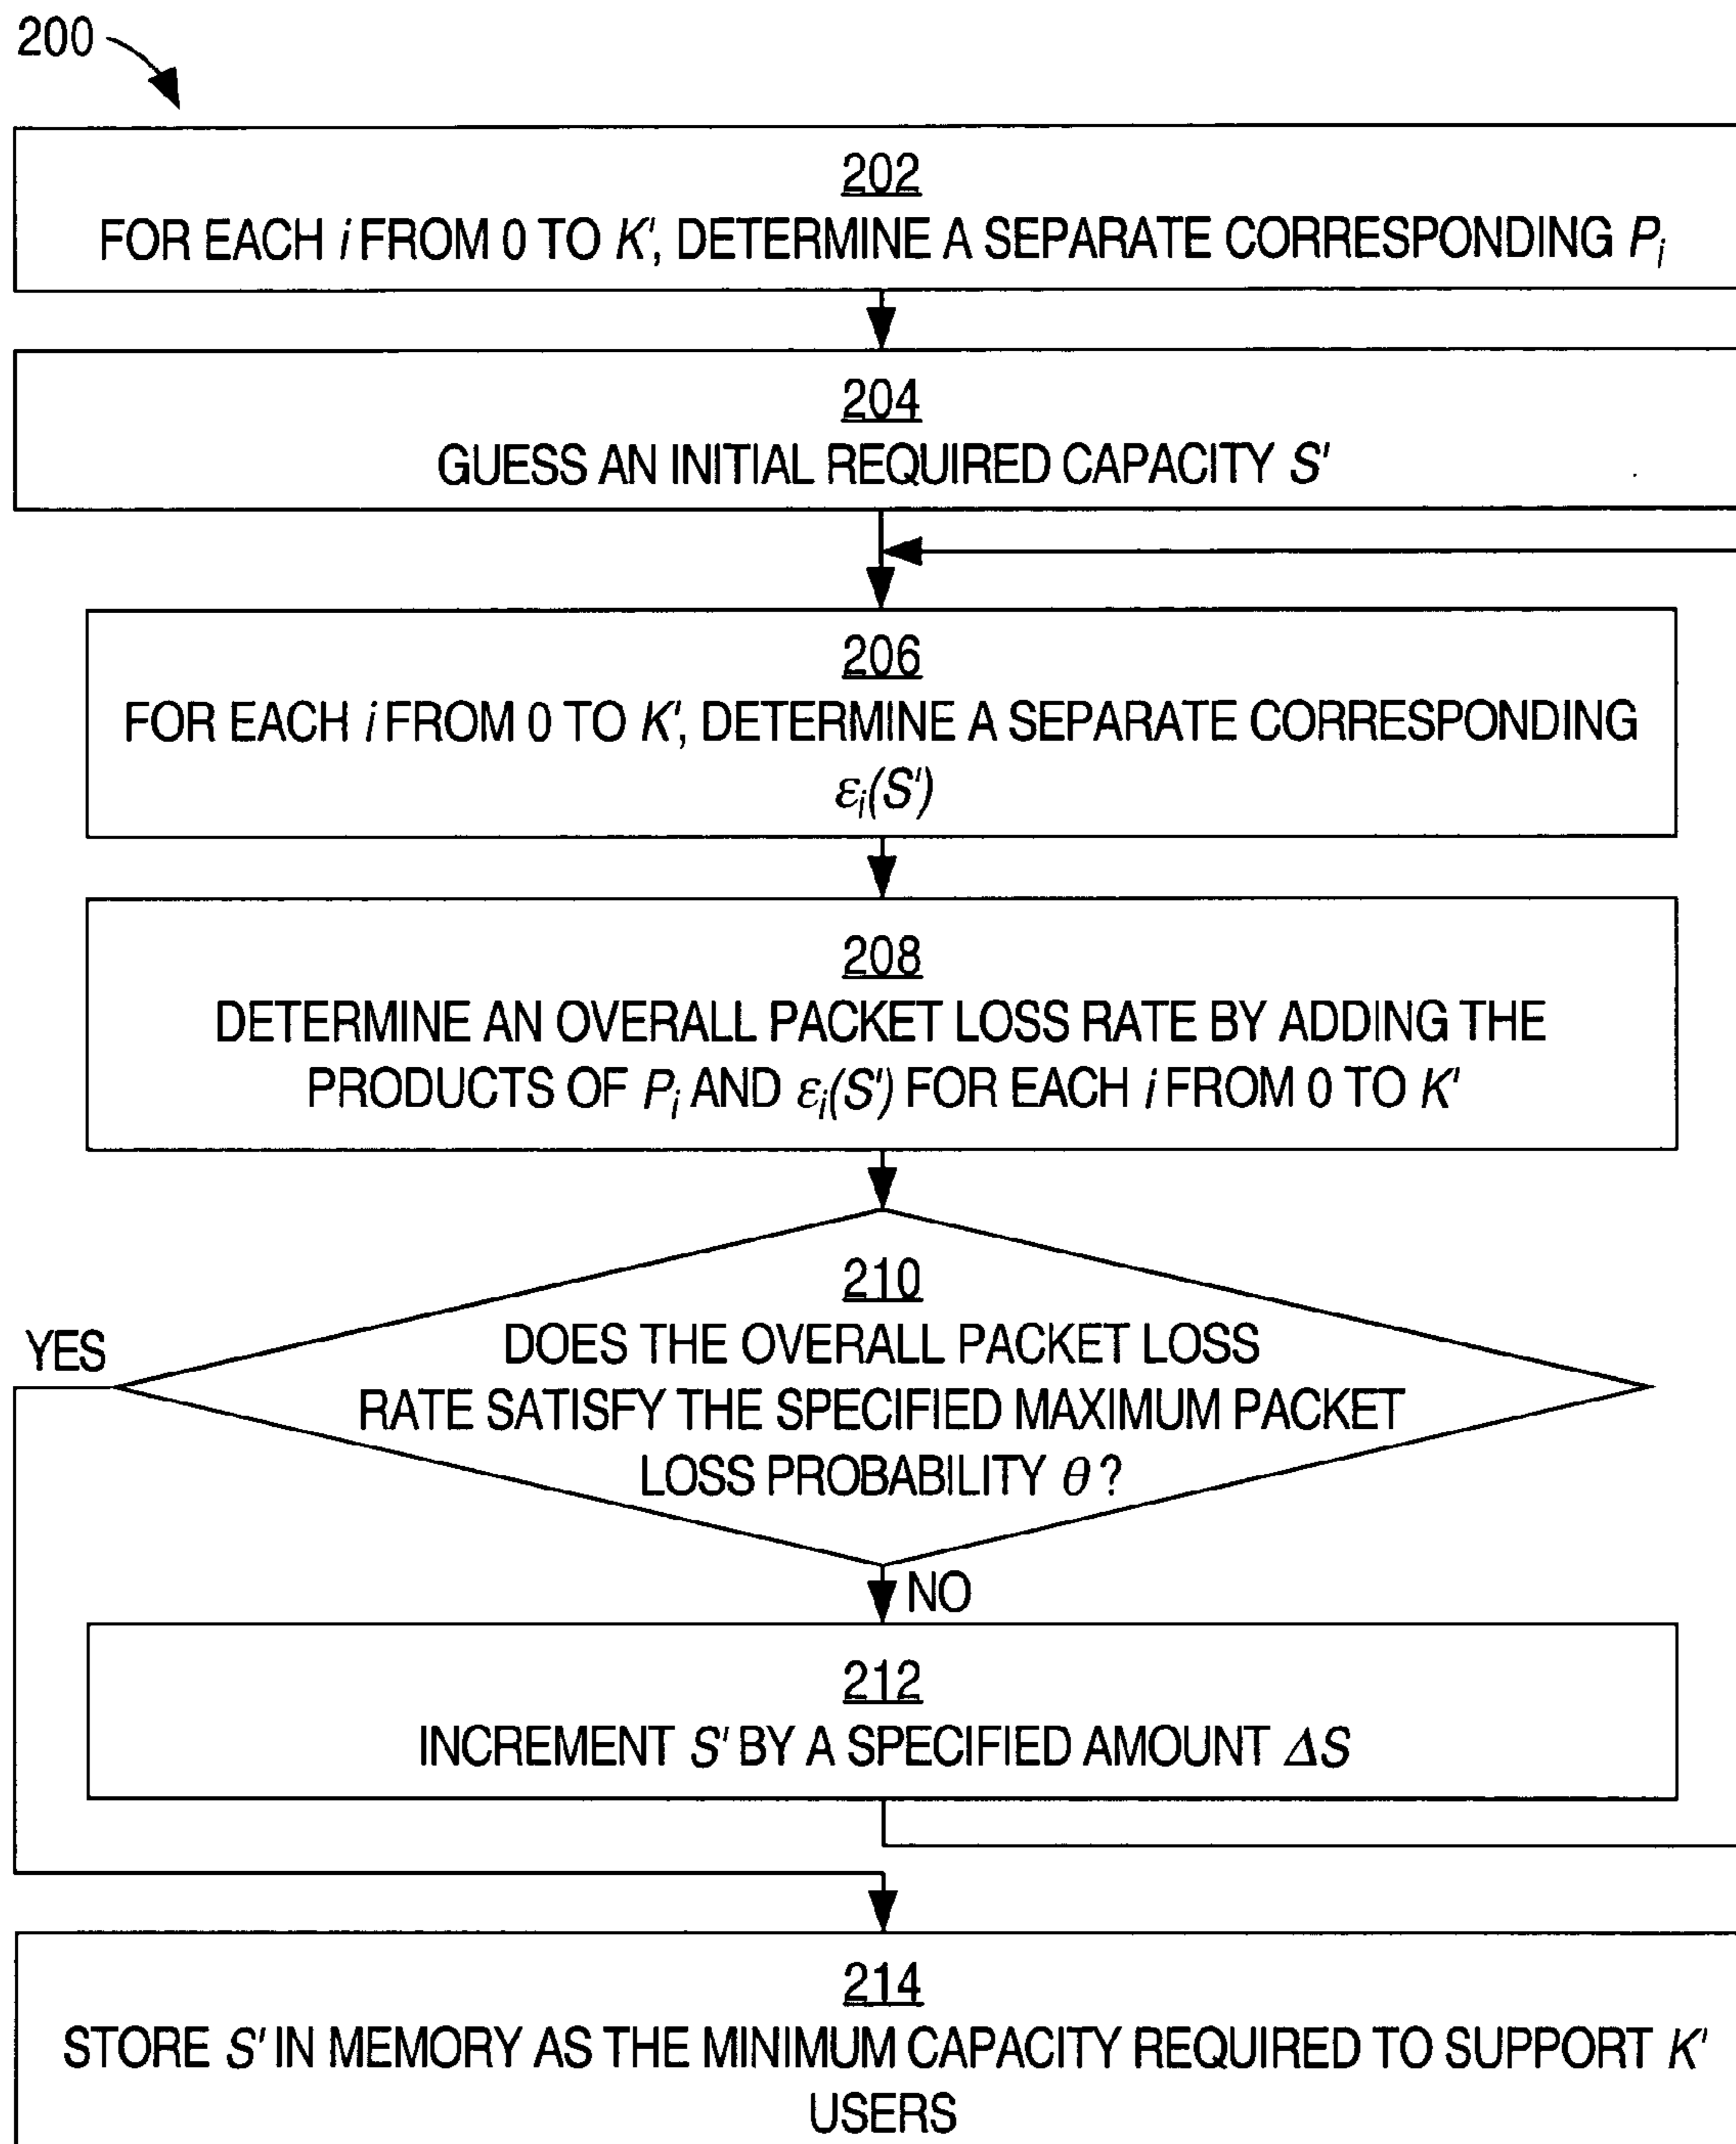 200
202
FOR EACH i FROM 0 TO K', DETERMINE A SEPARATE CORRESPONDING Pi
204
GUESS AN INITIAL REQUIRED CAPACITY S'
206
FOR EACH i FROM 0 TO K', DETERMINE A SEPARATE CORRESPONDING
εi(S')
208
DETERMINE AN OVERALL PACKET LOSS RATE BY ADDING THE
PRODUCTS OF Pi AND εi(S') FOR EACH i FROM 0 TO K'
210
DOES THE OVERALL PACKET LOSS
RATE SATISFY THE SPECIFIED MAXIMUM PACKET
LOSS PROBABILITY θ?
YES
NO
212
INCREMENT S' BY A SPECIFIED AMOUNT ΔS
214
STORE S' IN MEMORY AS THE MINIMUM CAPACITY REQUIRED TO SUPPORT K'
USERS